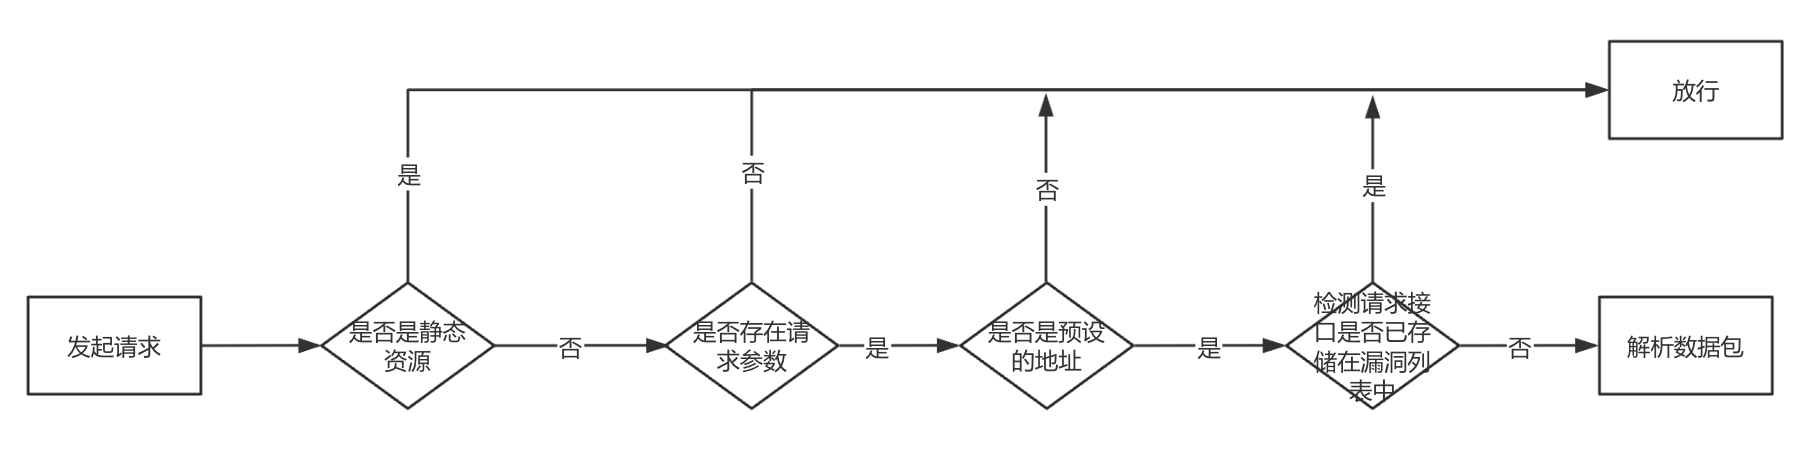 放行
是
否
否
是
发起请求
是否是静态
资源
否
是否存在请
求参数
是
是否是预设
的地址
是
检测请求接
口是否已存
储在漏洞列
表中
否
解析数据包